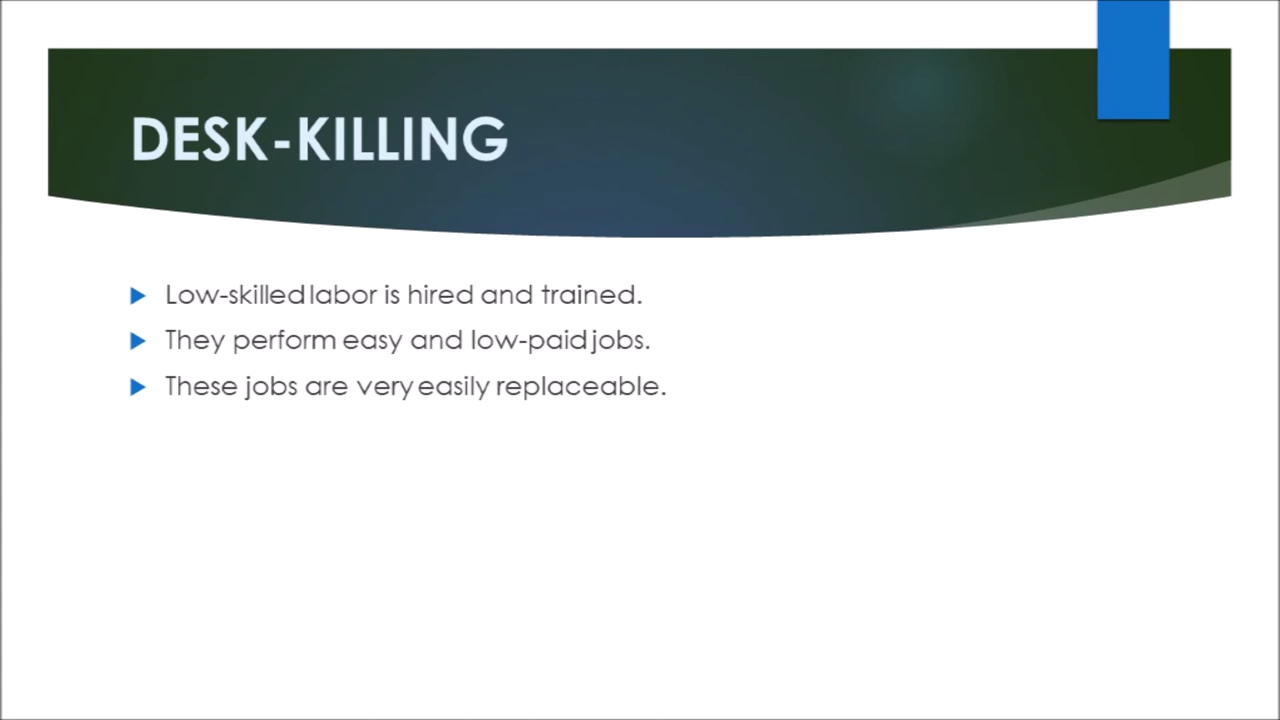 DESK-KILLING
Low-skilled labor is hired and trained.
They perform easy and low-paid jobs.
These jobs are very easily replaceable.